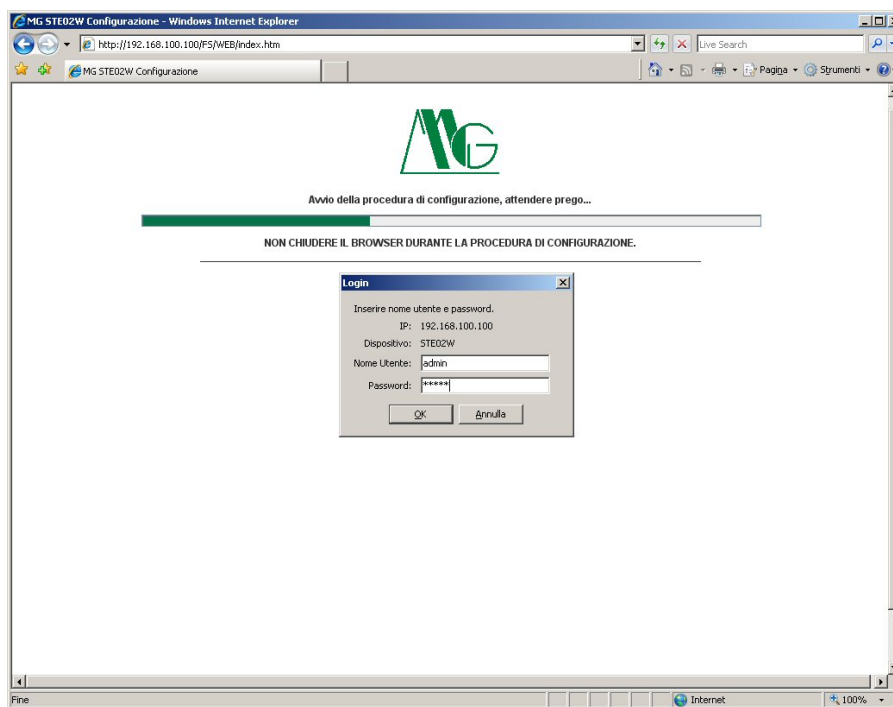 MG STE02W Configurazione - Windows Internet Explorer
http://192.168.100.100/FS/WEB/index.htm
Live Search
MG STE02W Configurazione
Pagina
Strumenti
MG
Avvio della procedura di configurazione, attendere prego...
NON CHIUDERE IL BROWSER DURANTE LA PROCEDURA DI CONFIGURAZIONE.
Login
Inserire nome utente e password.
IP: 192.168.100.100
Dispositivo: STE02W
Nome Utente: admin
Password: *****
OK Annulla
Fine
Internet
100%